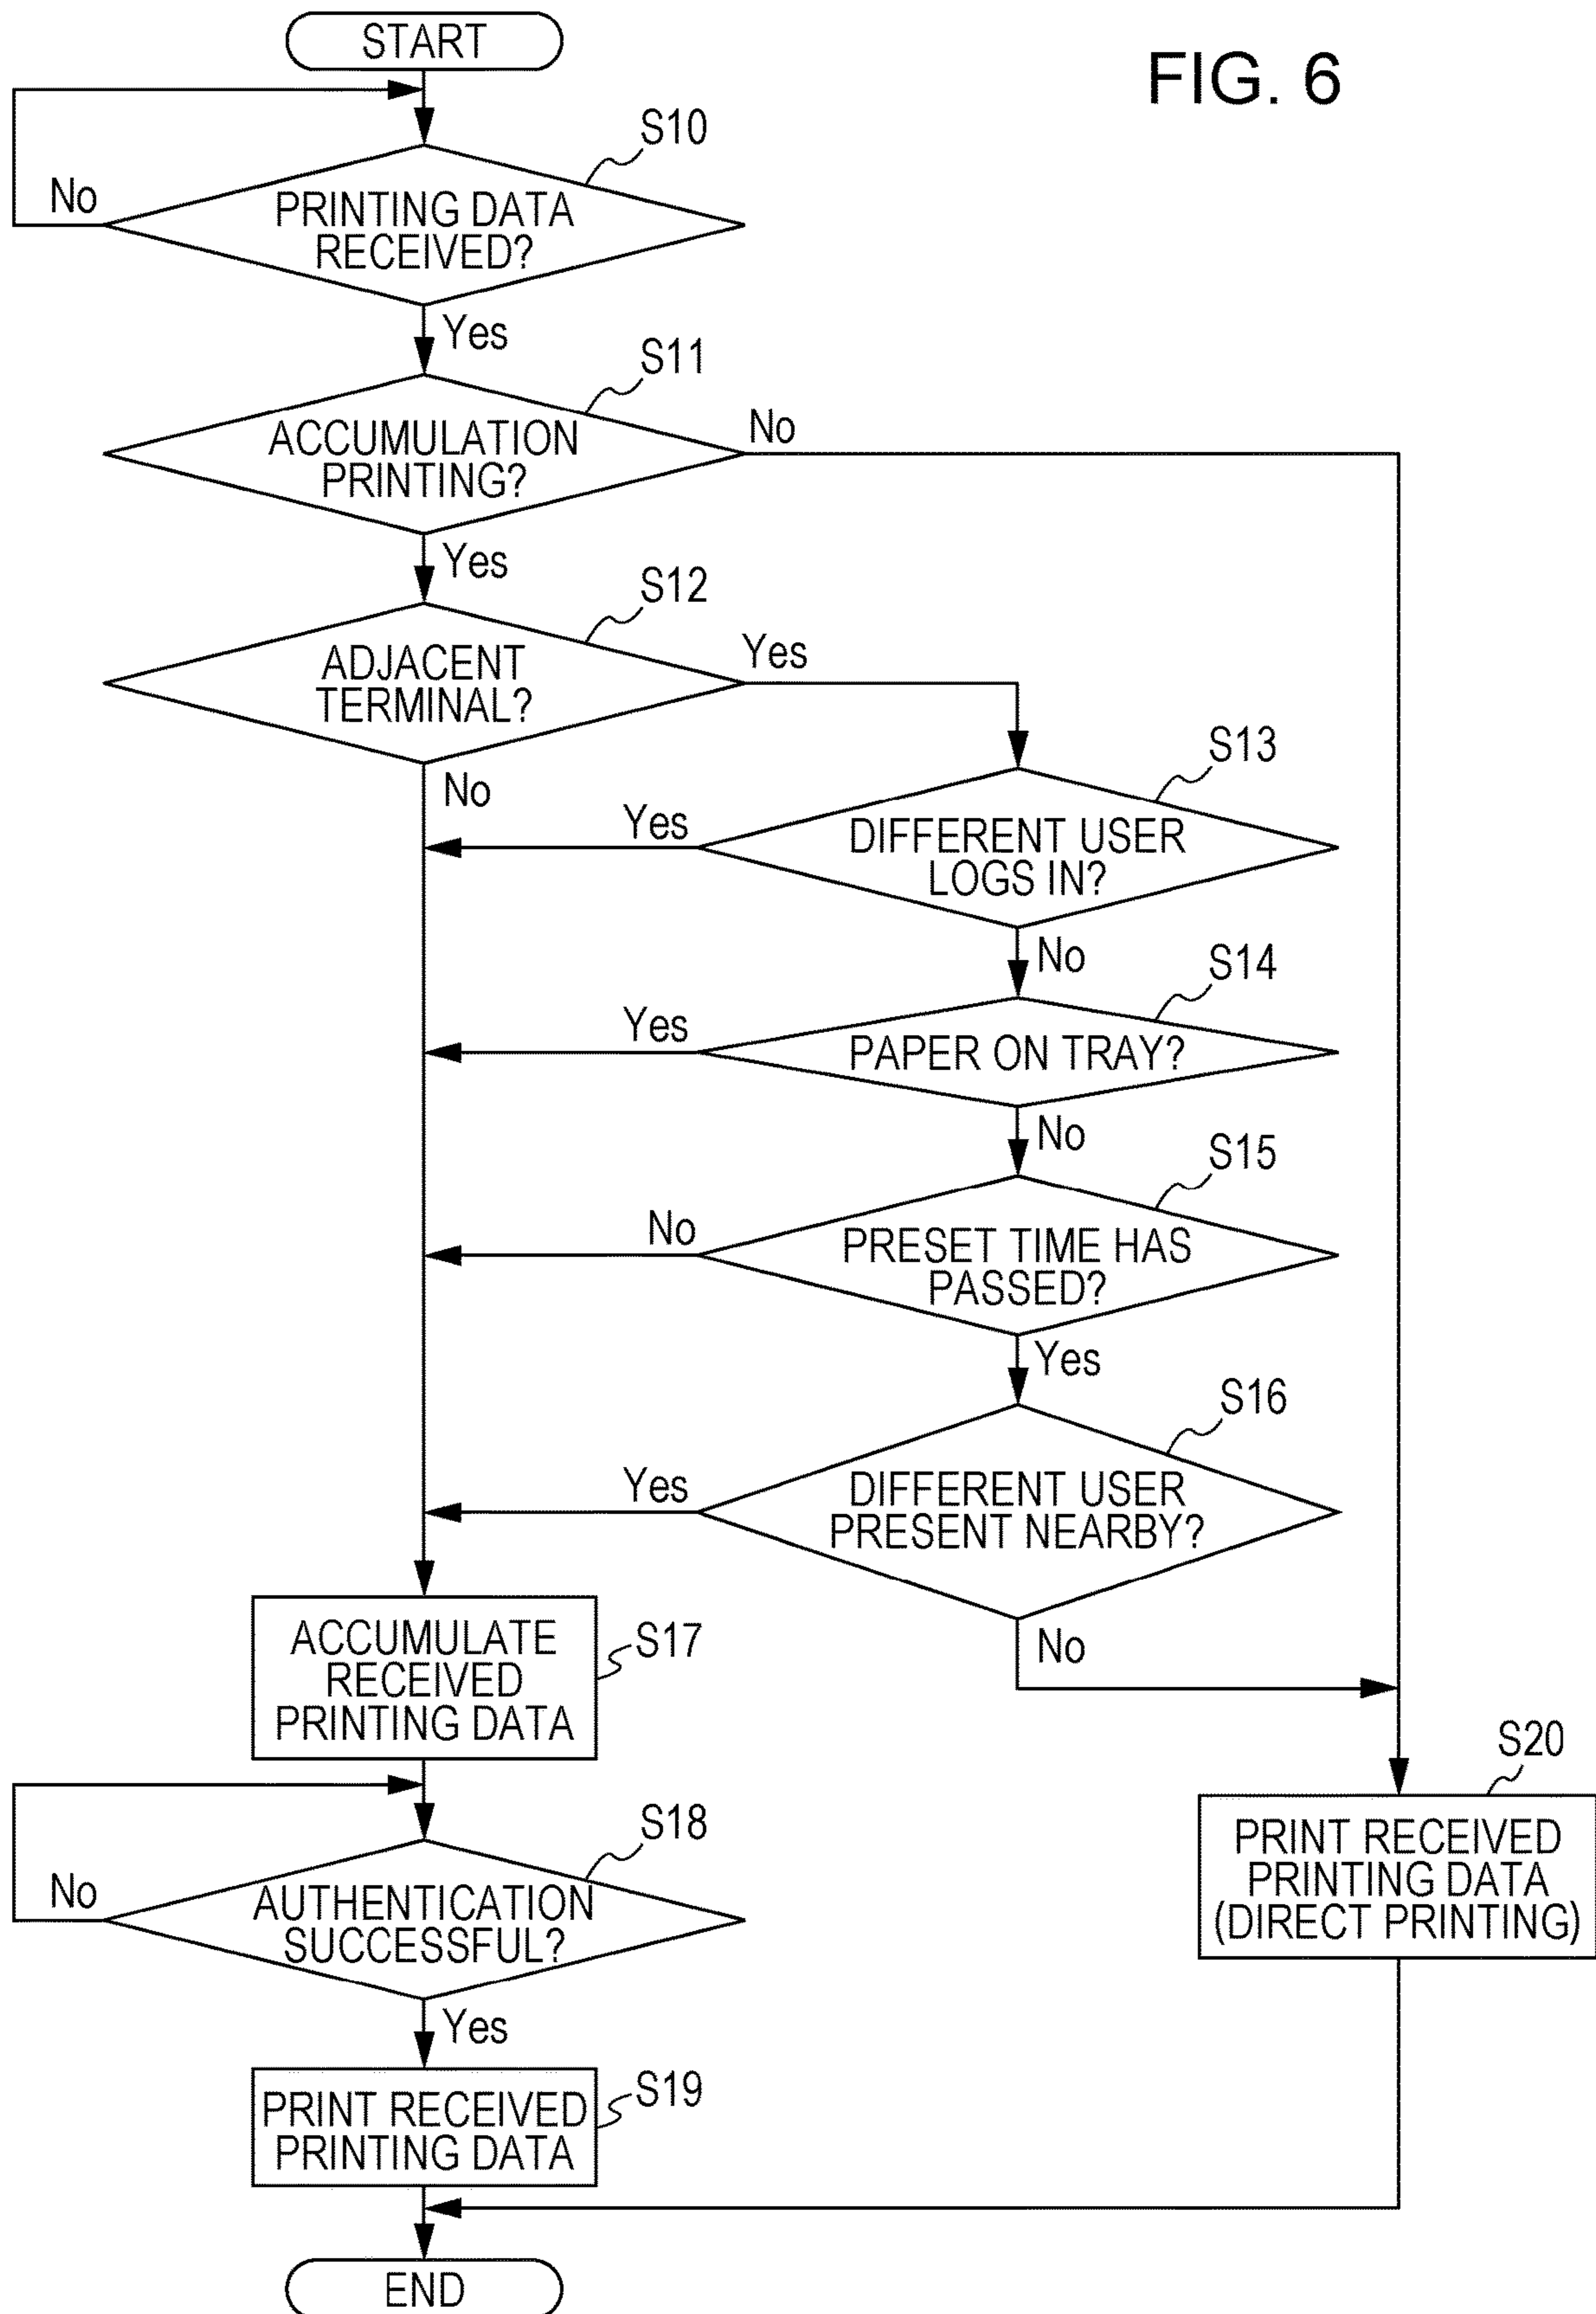 START
FIG. 6
S10
No
PRINTING DATA
RECEIVED?
Yes
S11
No
ACCUMULATION
PRINTING?
Yes
S12
Yes
ADJACENT
TERMINAL?
No
S13
Yes
DIFFERENT USER
LOGS IN?
No
S14
Yes
PAPER ON TRAY?
No
S15
No
PRESET TIME HAS
PASSED?
Yes
S16
Yes
DIFFERENT USER
PRESENT NEARBY?
No
ACCUMULATE
RECEIVED
PRINTING DATA
S17
S18
No
AUTHENTICATION
SUCCESSFUL?
Yes
S20
PRINT RECEIVED
PRINTING DATA
(DIRECT PRINTING)
S19
PRINT RECEIVED
PRINTING DATA
END